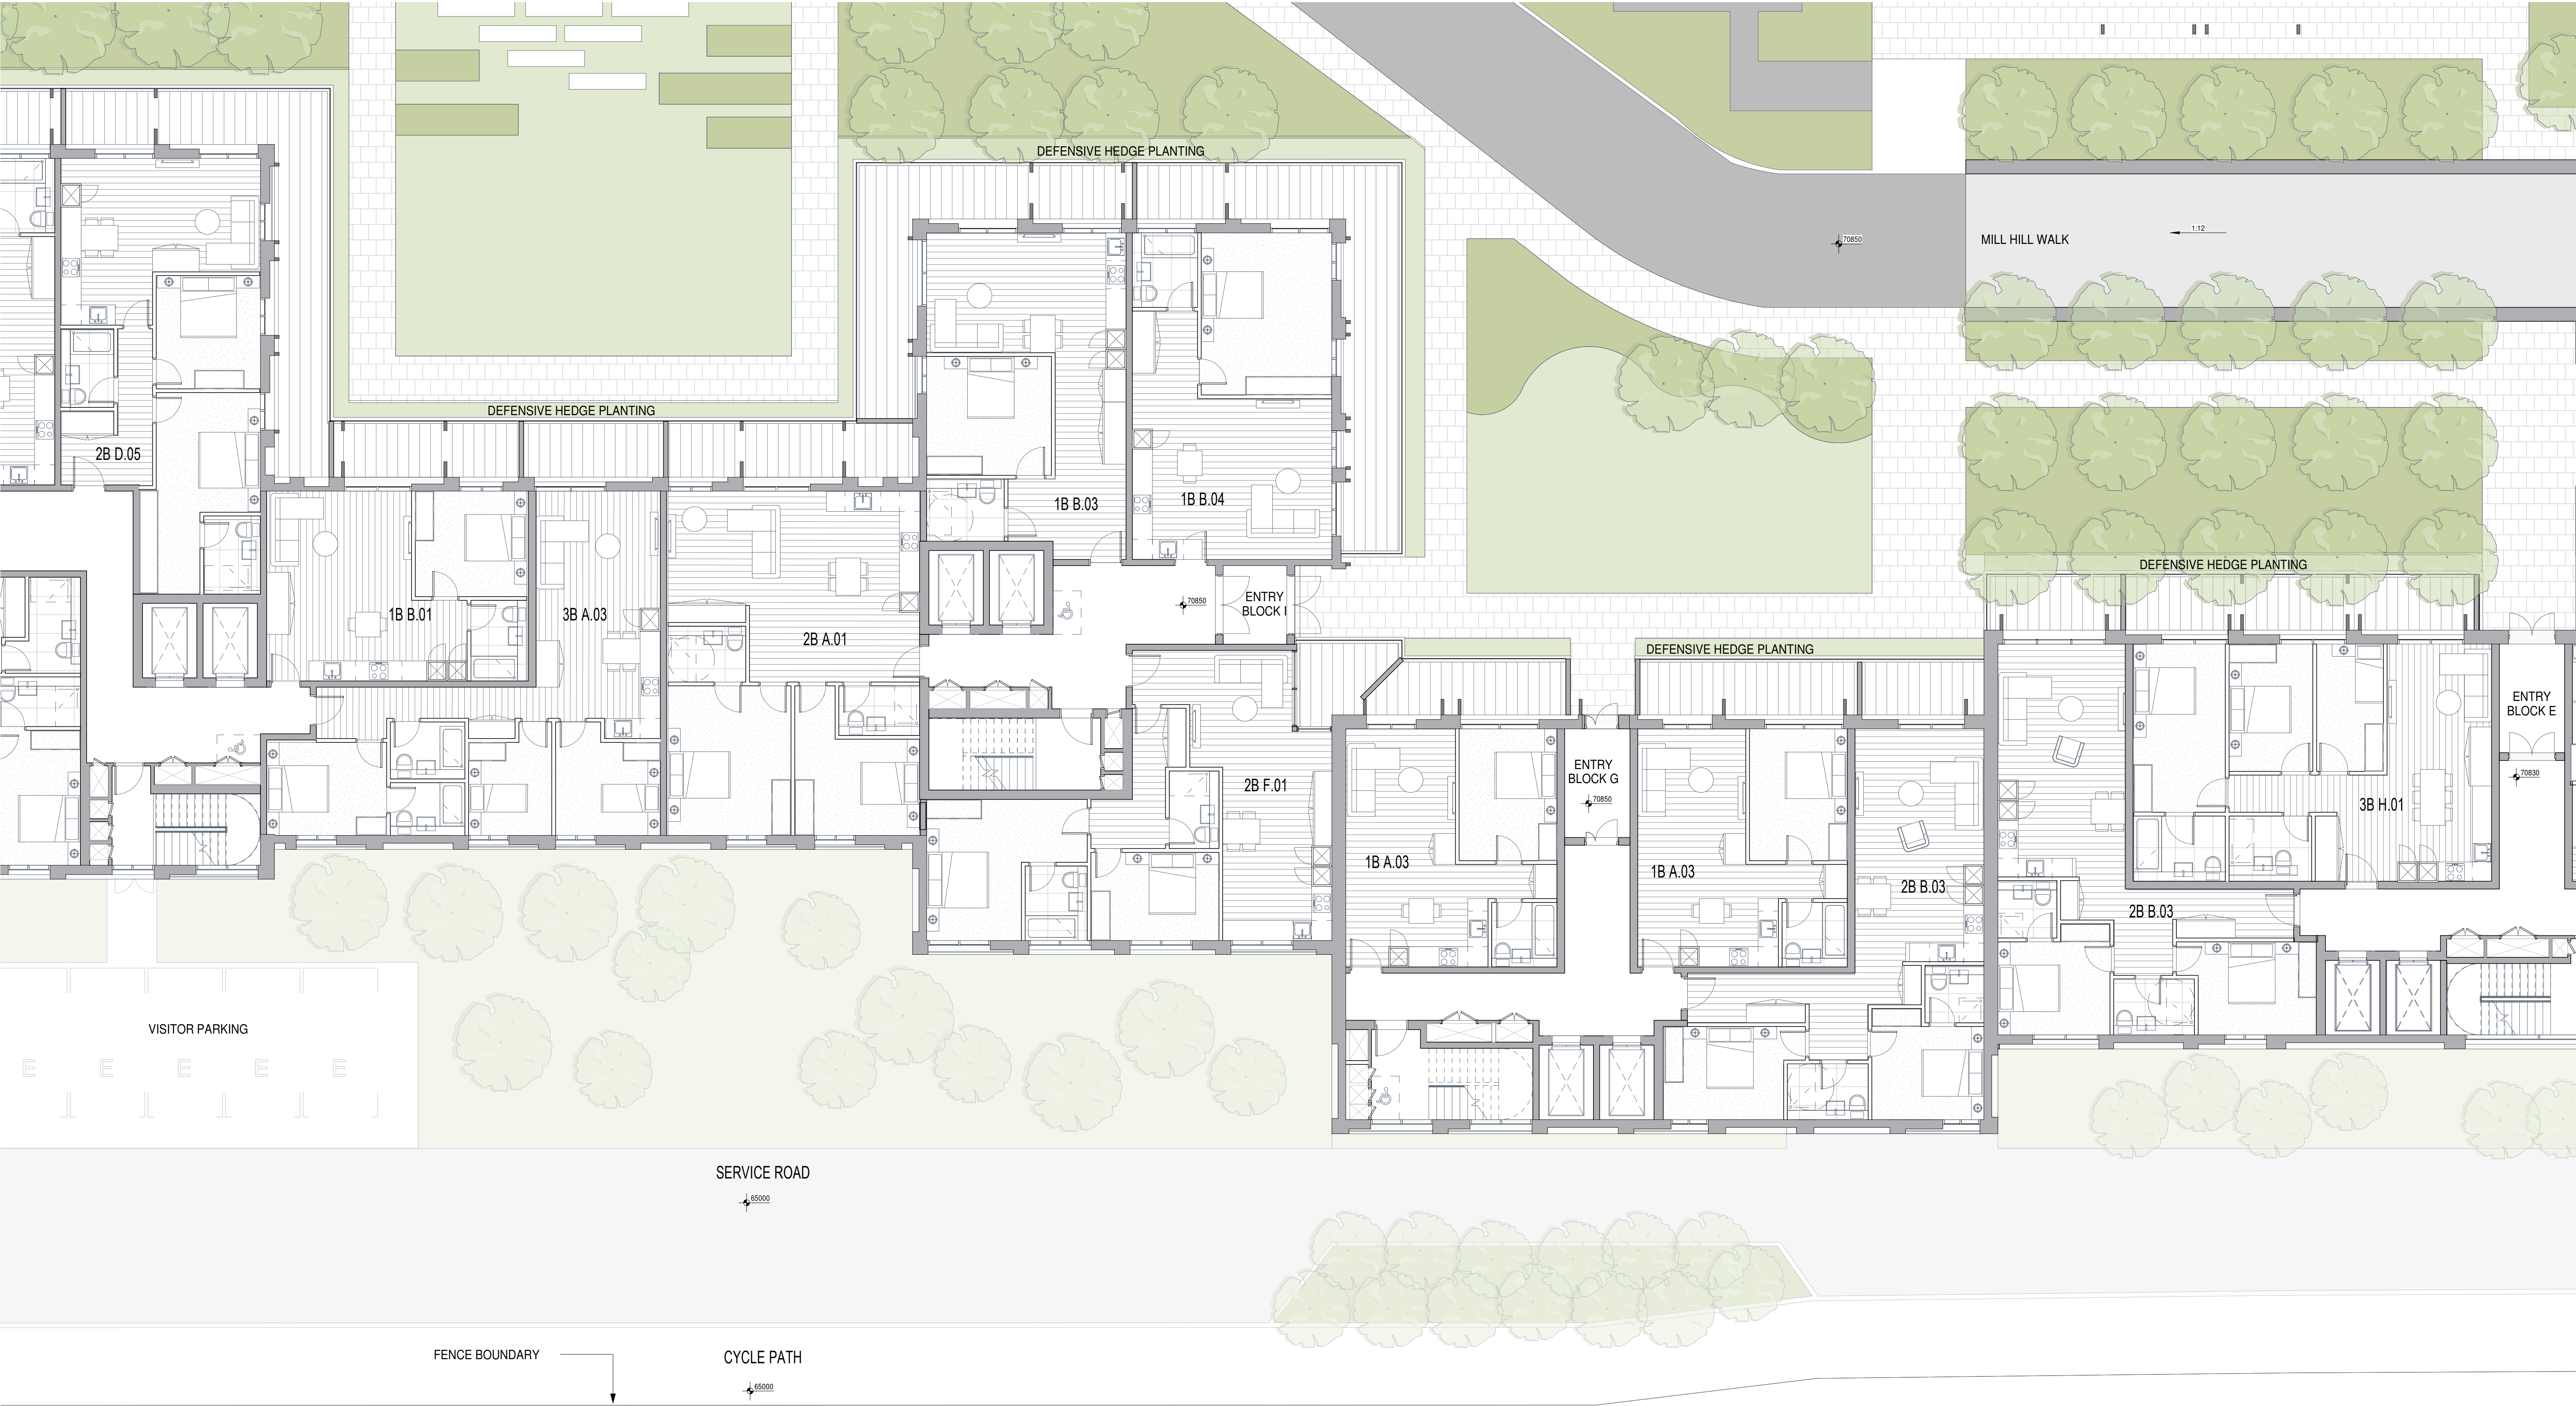 DEFENSIVE HEDGE PLANTING
70850
MILL HILL WALK
1:12
DEFENSIVE HEDGE PLANTING
2B D.05
1B B.03
1B B.04
DEFENSIVE HEDGE PLANTING
1B B.01
3B A.03
2B A.01
70850
ENTRY
BLOCK I
DEFENSIVE HEDGE PLANTING
ENTRY
BLOCK E
70830
ENTRY
BLOCK G
70850
2B F.01
3B H.01
1B A.03
1B A.03
2B B.03
2B B.03
VISITOR PARKING
E
E
E
E
E
SERVICE ROAD
65000
FENCE BOUNDARY
CYCLE PATH
65000